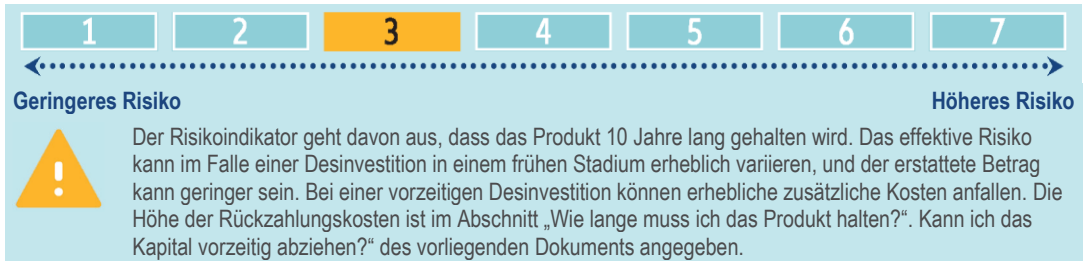 1 2 3 4 5 6 7
Geringeres Risiko Höheres Risiko
!
Der Risikoindikator geht davon aus, dass das Produkt 10 Jahre lang gehalten wird. Das effektive Risiko
kann im Falle einer Desinvestition in einem frühen Stadium erheblich variieren, und der erstattete Betrag
kann geringer sein. Bei einer vorzeitigen Desinvestition können erhebliche zusätzliche Kosten anfallen. Die
Höhe der Rückzahlungskosten ist im Abschnitt „Wie lange muss ich das Produkt halten?“. Kann ich das
Kapital vorzeitig abziehen?“ des vorliegenden Dokuments angegeben.